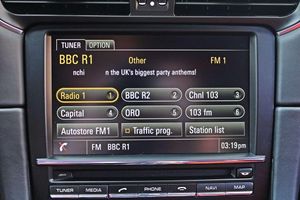 TUNER OPTION
BBC R1 Other FM 1
nchi n the UK's biggest party anthems!
Radio 1 1 BBC R2 2 Chnl 103 3
Capital 4 ORO 5 103 fm 6
Autostore FM1 Traffic prog. Station list
FM BBC R1 03:19pm
TUNER MEDIA PHONE NAVI MAP